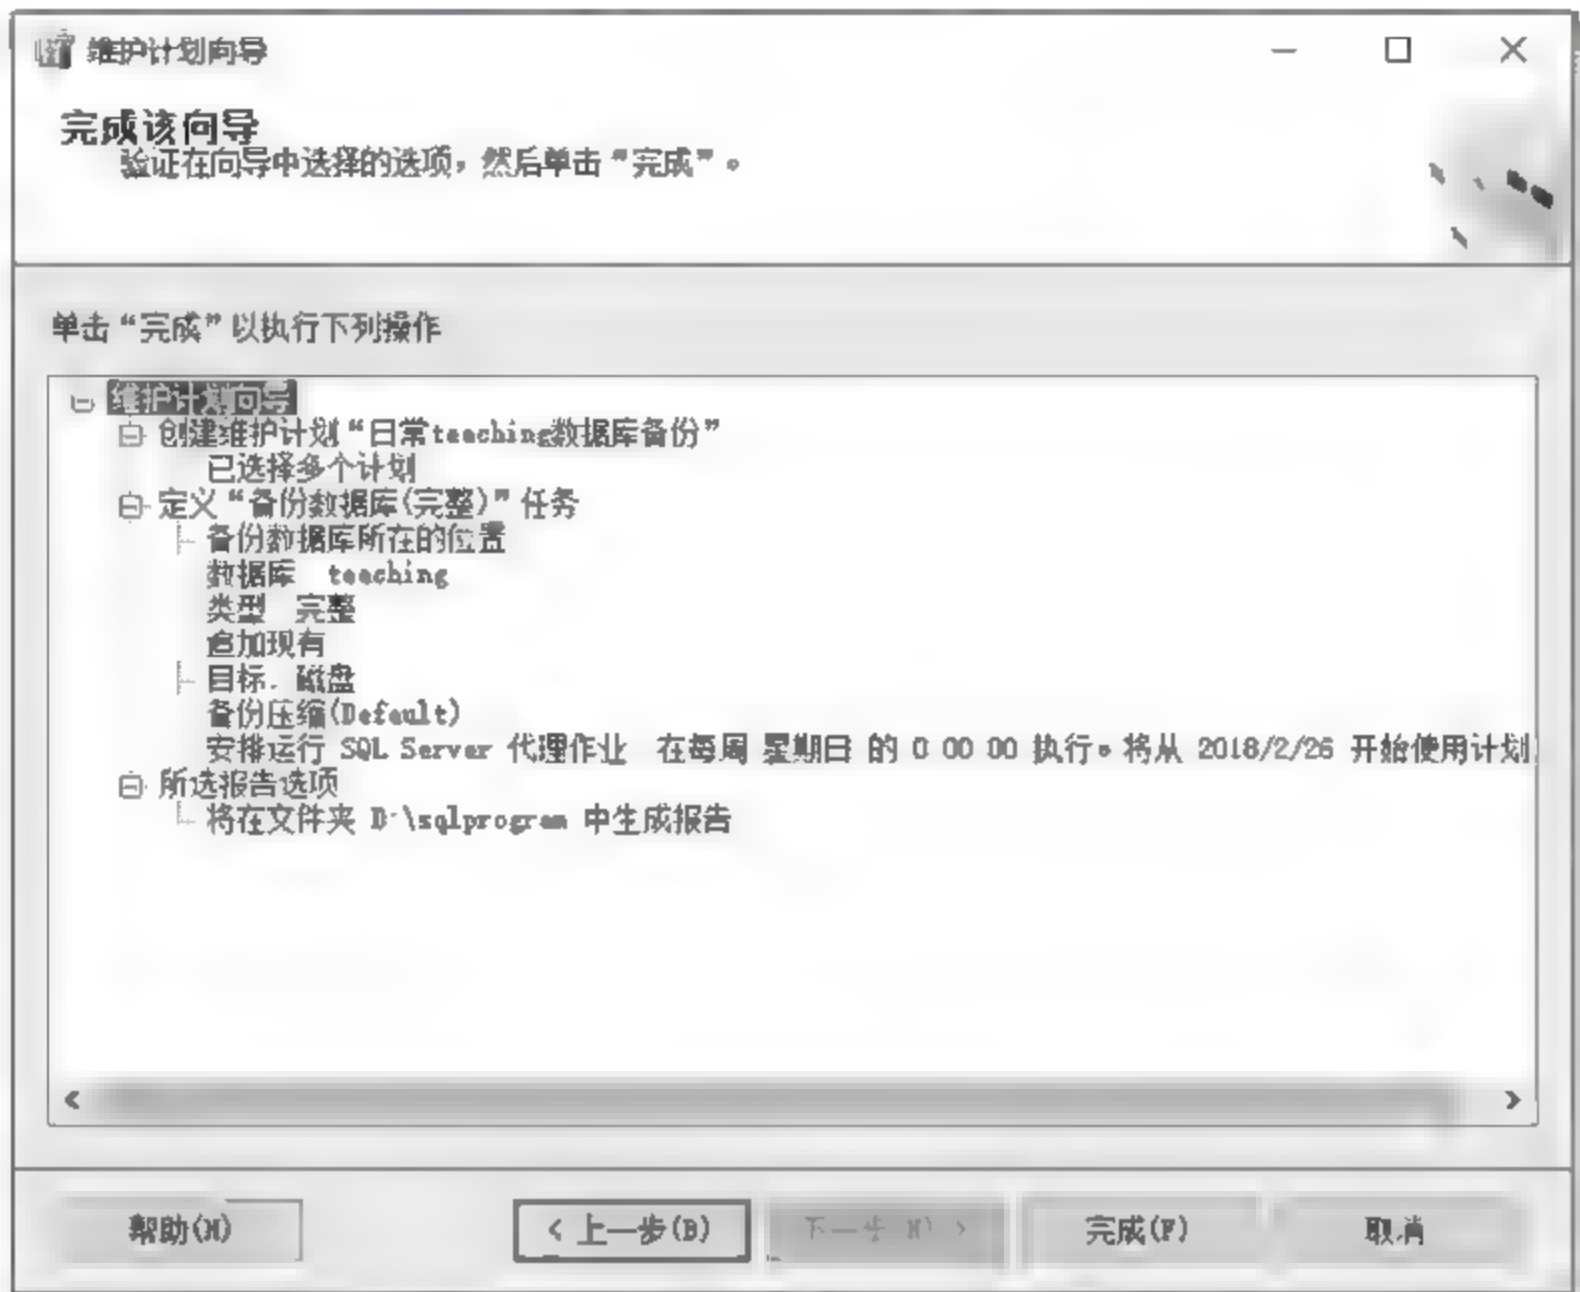 维护计划向导
完成该向导
验证在向导中选择的选项，然后单击“完成”。
单击“完成”以执行下列操作
维护计划向导
创建维护计划“日常teaching数据库备份”
已选择多个计划
定义“备份数据库(完整)”任务
备份数据库所在的位置
数据库 teaching
类型 完整
追加现有
目标. 磁盘
备份压缩(Default)
安排运行 SQL Server 代理作业 在每周 星期日 的 0 00 00 执行。将从 2018/2/26 开始使用计划
所选报告选项
将在文件夹 D:\sqlprogram 中生成报告
帮助(H) < 上一步(B) 下一步 N) > 完成(F) 取消